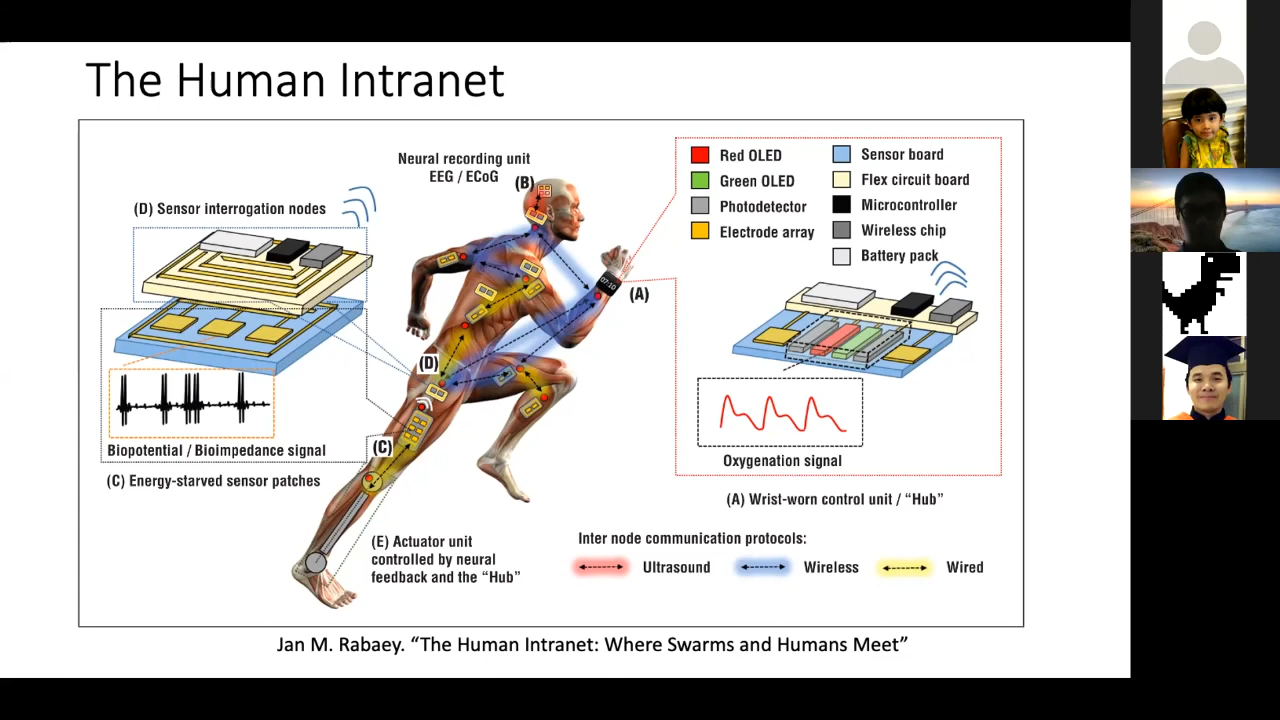 The Human Intranet
Neural recording unit
EEG / ECoG
(B)
(D) Sensor interrogation nodes
Biopotential / Bioimpedance signal
(C) Energy-starved sensor patches
(D)
(C)
(E) Actuator unit
controlled by neural
feedback and the “Hub”
07:10
(A)
Red OLED
Green OLED
Photodetector
Electrode array
Sensor board
Flex circuit board
Microcontroller
Wireless chip
Battery pack
Oxygenation signal
(A) Wrist-worn control unit / “Hub”
Inter node communication protocols:
Ultrasound
Wireless
Wired
Jan M. Rabaey. “The Human Intranet: Where Swarms and Humans Meet”